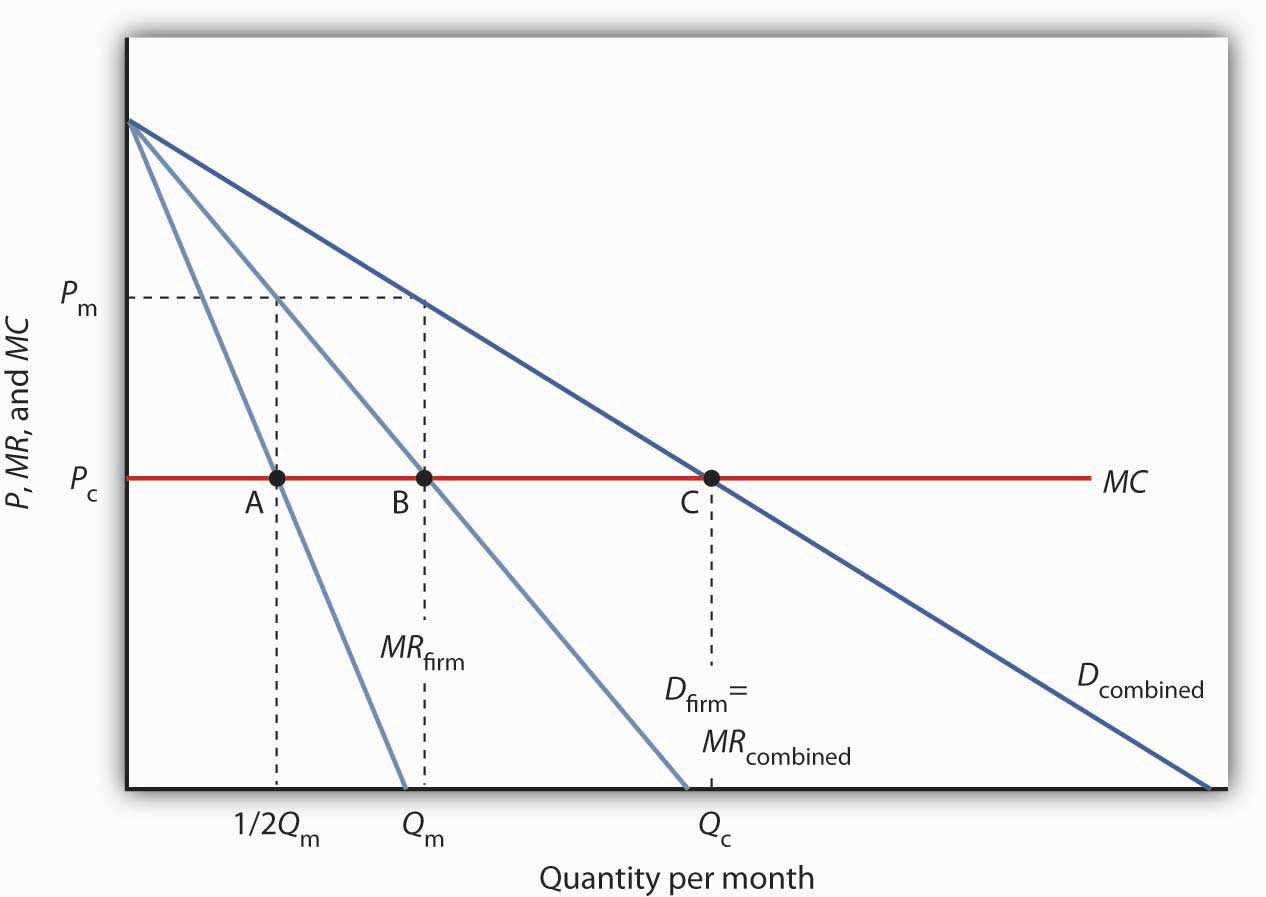 P, MR, and MC
Pm
Pc
A
B
C
MC
MRfirm
Dfirm=
MRcombined
Dcombined
1/2Qm
Qm
Qc
Quantity per month